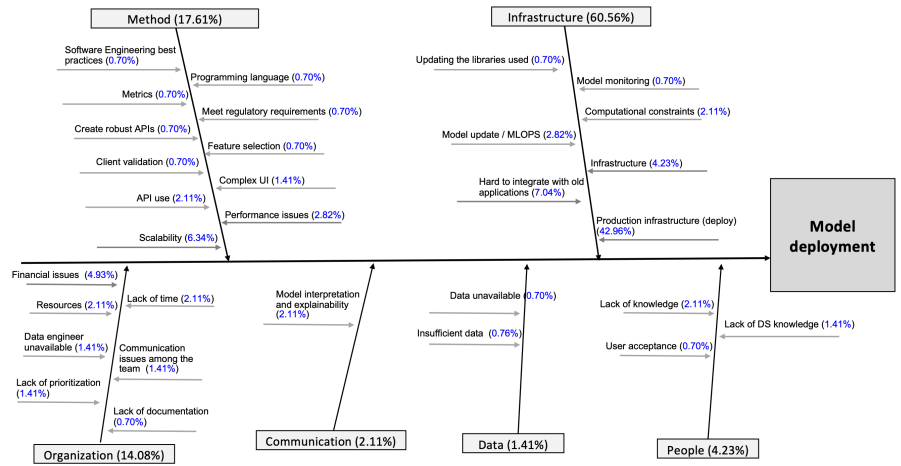 Method (17.61%)
Infrastructure (60.56%)
Software Engineering best
practices (0.70%)
Programming language (0.70%)
Metrics (0.70%)
Meet regulatory requirements (0.70%)
Create robust APIs (0.70%)
Feature selection (0.70%)
Client validation (0.70%)
Complex UI (1.41%)
API use (2.11%)
Performance issues (2.82%)
Scalability (6.34%)
Updating the libraries used (0.70%)
Model monitoring (0.70%)
Computational constraints (2.11%)
Model update / MLOPS (2.82%)
Infrastructure (4.23%)
Hard to integrate with old
applications (7.04%)
Production infrastructure (deploy)
(42.96%)
Model
deployment
Financial issues (4.93%)
Lack of time (2.11%)
Resources (2.11%)
Data engineer
unavailable (1.41%)
Communication
issues among the
team (1.41%)
Lack of prioritization
(1.41%)
Lack of documentation
(0.70%)
Organization (14.08%)
Model interpretation
and explainability
(2.11%)
Communication (2.11%)
Data unavailable (0.70%)
Insufficient data (0.76%)
Data (1.41%)
Lack of knowledge (2.11%)
Lack of DS knowledge (1.41%)
User acceptance (0.70%)
People (4.23%)